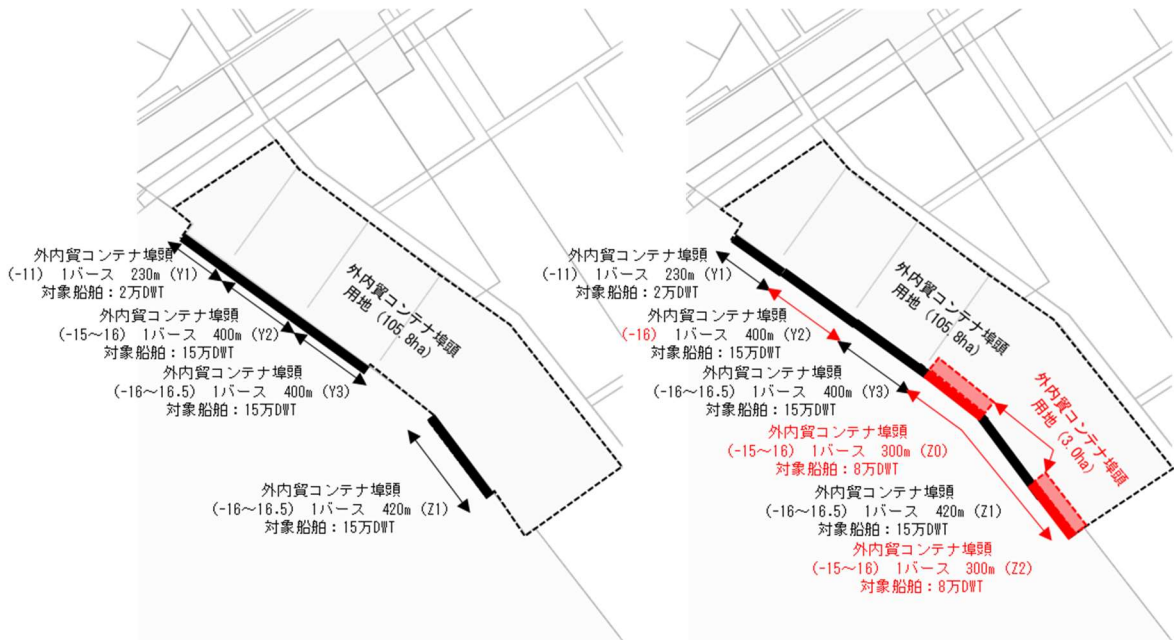 外内貿コンテナ埠頭
(-11) 1バース 230m (Y1)
対象船舶：2万DWT
外内貿コンテナ埠頭
(-15～16) 1バース 400m (Y2)
対象船舶：15万DWT
外内貿コンテナ埠頭
(-16～16.5) 1バース 400m (Y3)
対象船舶：15万DWT
外内貿コンテナ埠頭
用地 (105.8ha)
外内貿コンテナ埠頭
(-16～16.5) 1バース 420m (Z1)
対象船舶：15万DWT
外内貿コンテナ埠頭
(-11) 1バース 230m (Y1)
対象船舶：2万DWT
外内貿コンテナ埠頭
(-16) 1バース 400m (Y2)
対象船舶：15万DWT
外内貿コンテナ埠頭
(-16～16.5) 1バース 400m (Y3)
対象船舶：15万DWT
外内貿コンテナ埠頭
用地 (105.8ha)
外内貿コンテナ埠頭
用地 (3.0ha)
外内貿コンテナ埠頭
(-15～16) 1バース 300m (Z0)
対象船舶：8万DWT
外内貿コンテナ埠頭
(-16～16.5) 1バース 420m (Z1)
対象船舶：15万DWT
外内貿コンテナ埠頭
(-15～16) 1バース 300m (Z2)
対象船舶：8万DWT